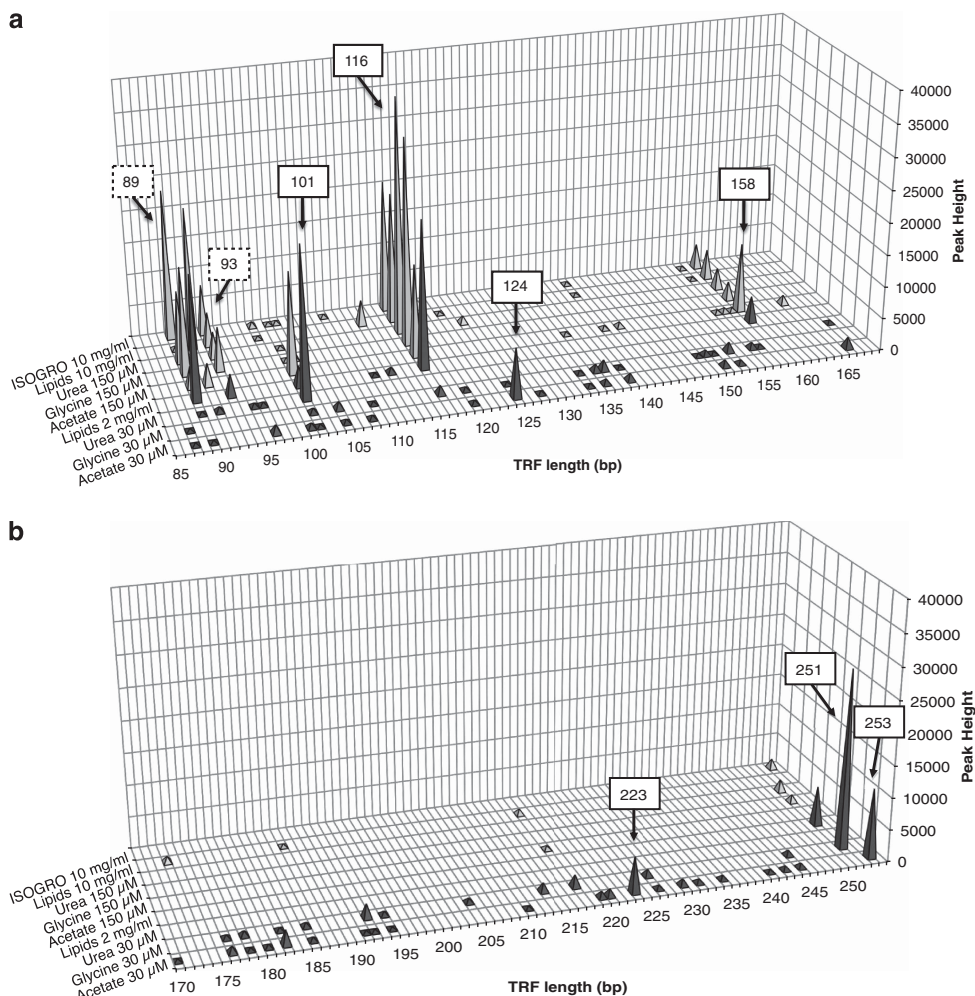 a
116
89
101
93
158
124
40000
35000
30000
25000
20000
15000
10000
5000
0
Peak Height
ISOGRO 10 mg/ml
Lipids 10 mg/ml
Urea 150 µM
Glycine 150 µM
Acetate 150 µM
Lipids 2 mg/ml
Urea 30 µM
Glycine 30 µM
Acetate 30 µM
85 90 95 100 105 110 115 120 125 130 135 140 145 150 155 160 165
TRF length (bp)
b
251
253
223
40000
35000
30000
25000
20000
15000
10000
5000
0
Peak Height
ISOGRO 10 mg/ml
Lipids 10 mg/ml
Urea 150 µM
Glycine 150 µM
Acetate 150 µM
Lipids 2 mg/ml
Urea 30 µM
Glycine 30 µM
Acetate 30 µM
170 175 180 185 190 195 200 205 210 215 220 225 230 235 240 245 250
TRF length (bp)